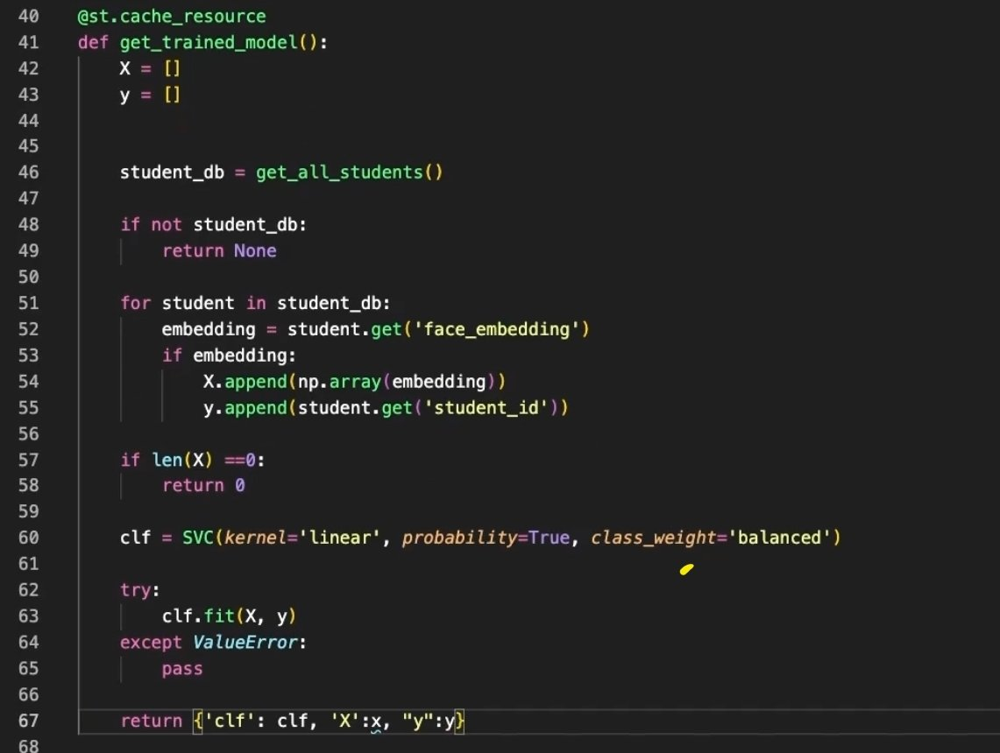 40 @st.cache_resource
41 def get_trained_model():
42     X = []
43     y = []
44
45
46     student_db = get_all_students()
47
48     if not student_db:
49         return None
50
51     for student in student_db:
52         embedding = student.get('face_embedding')
53         if embedding:
54             X.append(np.array(embedding))
55             y.append(student.get('student_id'))
56
57     if len(X) ==0:
58         return 0
59
60     clf = SVC(kernel='linear', probability=True, class_weight='balanced')
61
62     try:
63         clf.fit(X, y)
64     except ValueError:
65         pass
66
67     return {'clf': clf, 'X':x, "y":y}
68